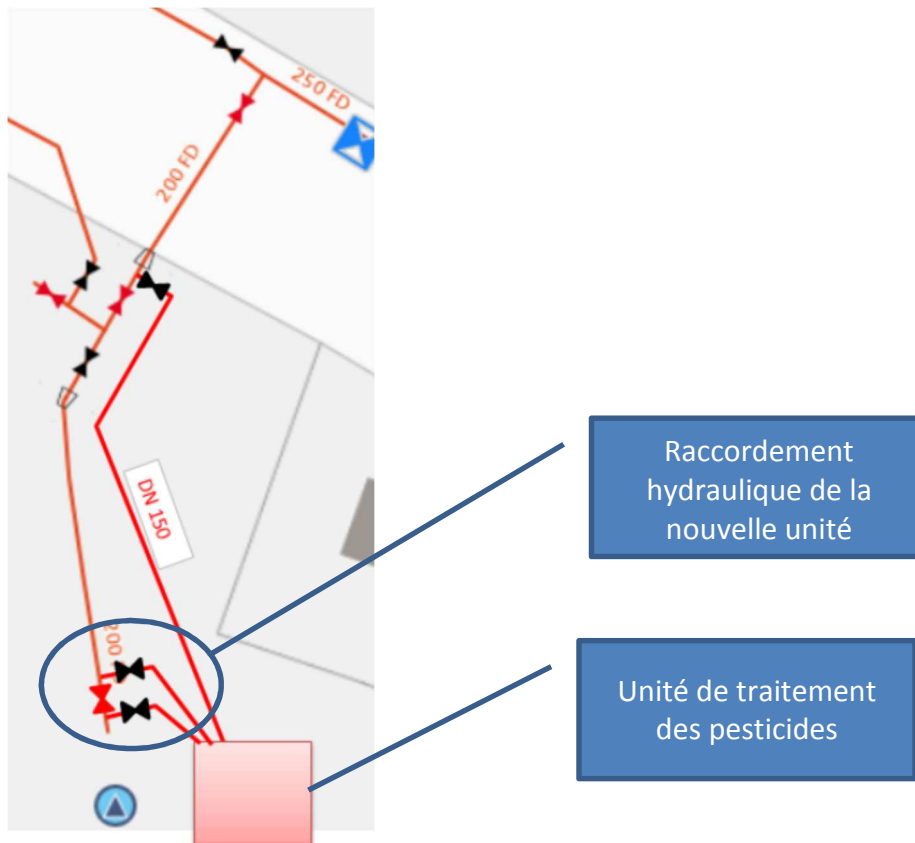 250 FD
200 FD
DN 150
200
Raccordement
hydraulique de la
nouvelle unité
Unité de traitement
des pesticides